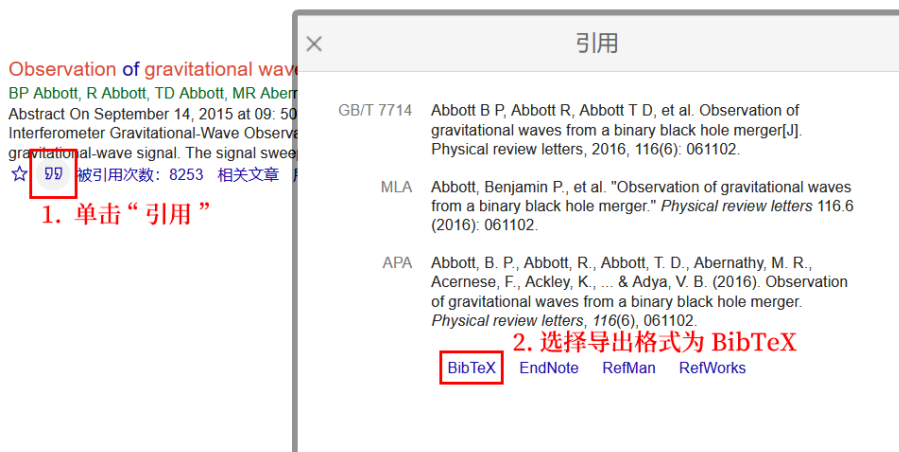 Observation of gravitational wave
BP Abbott, R Abbott, TD Abbott, MR Aber
Abstract On September 14, 2015 at 09: 50
Interferometer Gravitational-Wave Observa
gravitational-wave signal. The signal sweep
被引用次数：8253 相关文章
1. 单击“ 引用 ”
引用
GB/T 7714 Abbott B P, Abbott R, Abbott T D, et al. Observation of
gravitational waves from a binary black hole merger[J].
Physical review letters, 2016, 116(6): 061102.
MLA Abbott, Benjamin P., et al. "Observation of gravitational waves
from a binary black hole merger." Physical review letters 116.6
(2016): 061102.
APA Abbott, B. P., Abbott, R., Abbott, T. D., Abernathy, M. R.,
Acernese, F., Ackley, K., ... & Adya, V. B. (2016). Observation
of gravitational waves from a binary black hole merger.
Physical review letters, 116(6), 061102.
2. 选择导出格式为 BibTeX
BibTeX EndNote RefMan RefWorks